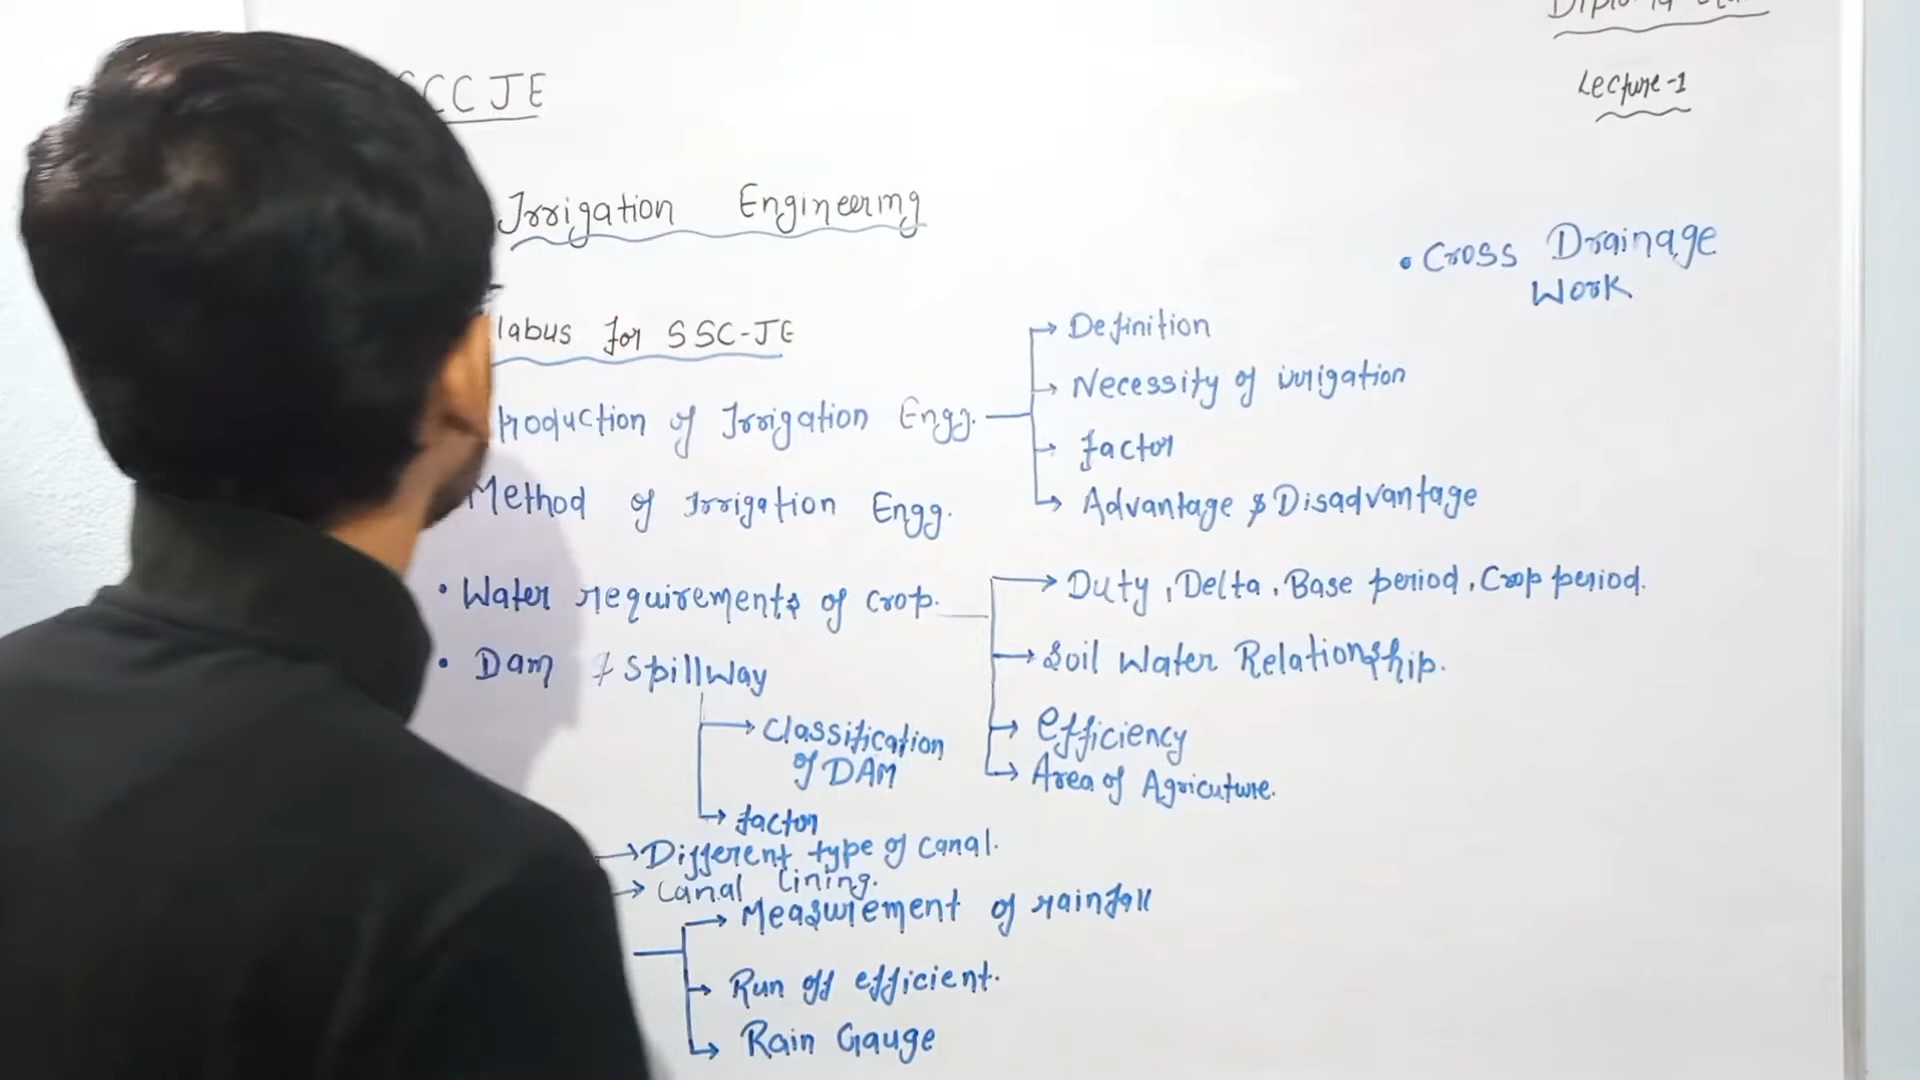 Lecture-1
CCJE
Irrigation Engineering
• Cross Drainage
Work
labus for SSC-JE
→ Definition
→ Necessity of irrigation
troduction of Irrigation Engg.
→ factor
→ Advantage & Disadvantage
Method of Irrigation Engg.
• Water requirements of crop.
→ Duty, Delta, Base period, Crop period.
→ Soil Water Relationship.
→ Efficiency
→ Area of Agricuture.
• Dam & Spillway
→ Classification
of DAM
→ factor
→ Different type of canal.
→ Canal Lining.
→ Measurement of rainfall
→ Run off efficient.
→ Rain Gauge